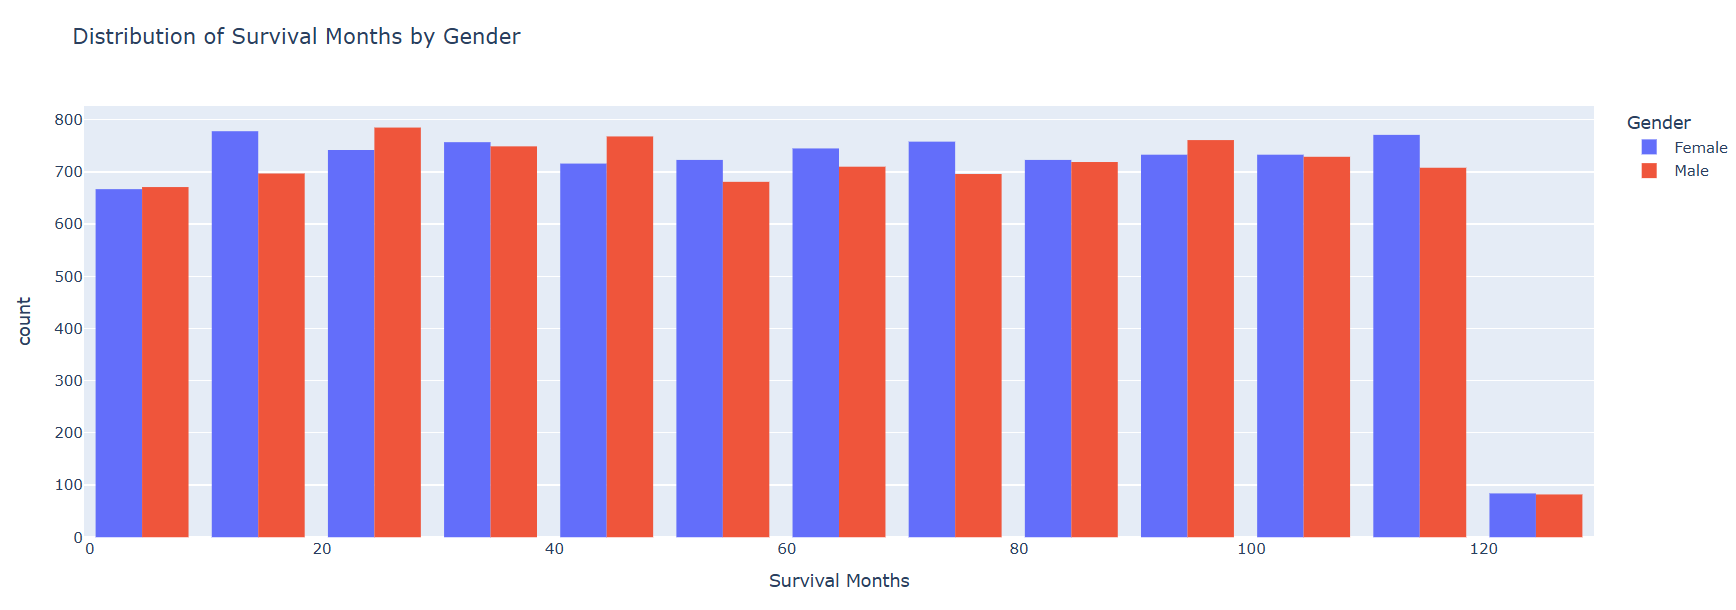 Distribution of Survival Months by Gender
800
700
600
500
400
300
200
100
0
count
0 20 40 60 80 100 120
Survival Months
Gender
Female
Male